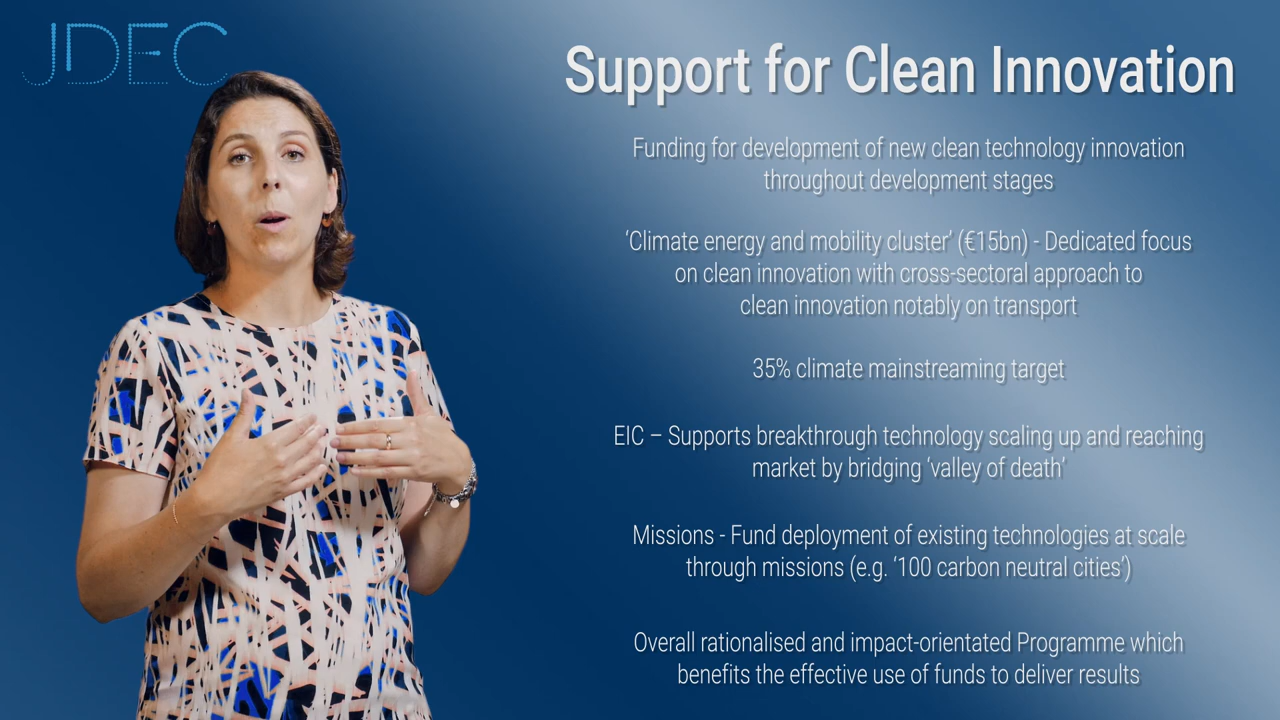 JDEC
Support for Clean Innovation
Funding for development of new clean technology innovation
throughout development stages
‘Climate energy and mobility cluster’ (€15bn) - Dedicated focus
on clean innovation with cross-sectoral approach to
clean innovation notably on transport
35% climate mainstreaming target
EIC – Supports breakthrough technology scaling up and reaching
market by bridging ‘valley of death’
Missions - Fund deployment of existing technologies at scale
through missions (e.g. ‘100 carbon neutral cities’)
Overall rationalised and impact-orientated Programme which
benefits the effective use of funds to deliver results